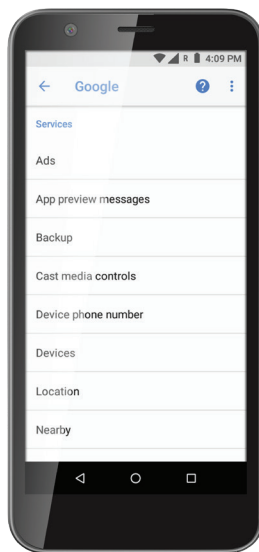 R 4:09 PM
Google
Services
Ads
App preview messages
Backup
Cast media controls
Device phone number
Devices
Location
Nearby